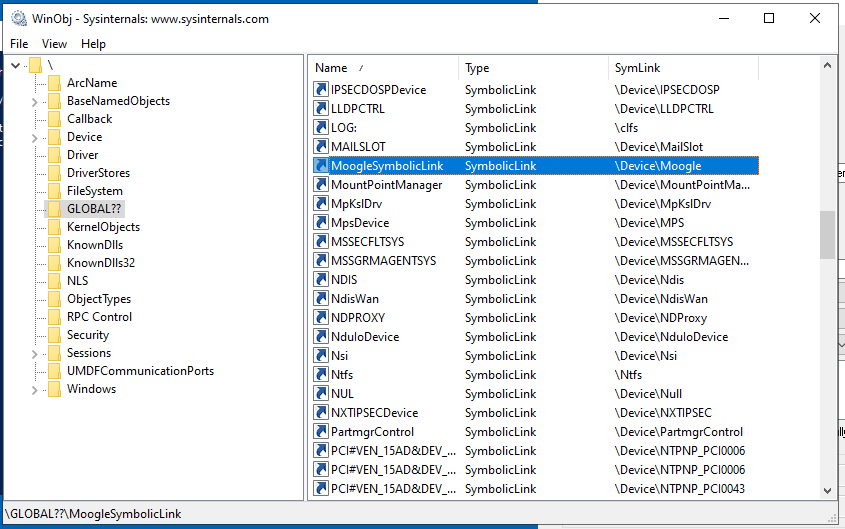 WinObj - Sysinternals: www.sysinternals.com
File View Help
\
ArcName
BaseNamedObjects
Callback
Device
Driver
DriverStores
FileSystem
GLOBAL??
KernelObjects
KnownDlls
KnownDlls32
NLS
ObjectTypes
RPC Control
Security
Sessions
UMDFCommunicationPorts
Windows
Name Type SymLink
IPSECDOSPDevice SymbolicLink \Device\IPSECDOSP
LLDPCTRL SymbolicLink \Device\LLDPCTRL
LOG: SymbolicLink \clfs
MAILSLOT SymbolicLink \Device\MailSlot
MoogleSymbolicLink SymbolicLink \Device\Moogle
MountPointManager SymbolicLink \Device\MountPointMa...
MpKslDrv SymbolicLink \Device\MpKslDrv
MpsDevice SymbolicLink \Device\MPS
MSSECFLTSYS SymbolicLink \Device\MSSECFLTSYS
MSSGRMAGENTSYS SymbolicLink \Device\MSSGRMAGEN...
NDIS SymbolicLink \Device\Ndis
NdisWan SymbolicLink \Device\NdisWan
NDPROXY SymbolicLink \Device\NDProxy
NduIoDevice SymbolicLink \Device\NduIoDevice
Nsi SymbolicLink \Device\Nsi
Ntfs SymbolicLink \Ntfs
NUL SymbolicLink \Device\Null
NXTIPSECDevice SymbolicLink \Device\NXTIPSEC
PartmgrControl SymbolicLink \Device\PartmgrControl
PCI#VEN_15AD&DEV_... SymbolicLink \Device\NTPNP_PCI0006
PCI#VEN_15AD&DEV_... SymbolicLink \Device\NTPNP_PCI0006
PCI#VEN_15AD&DEV_... SymbolicLink \Device\NTPNP_PCI0043
\GLOBAL??\MoogleSymbolicLink